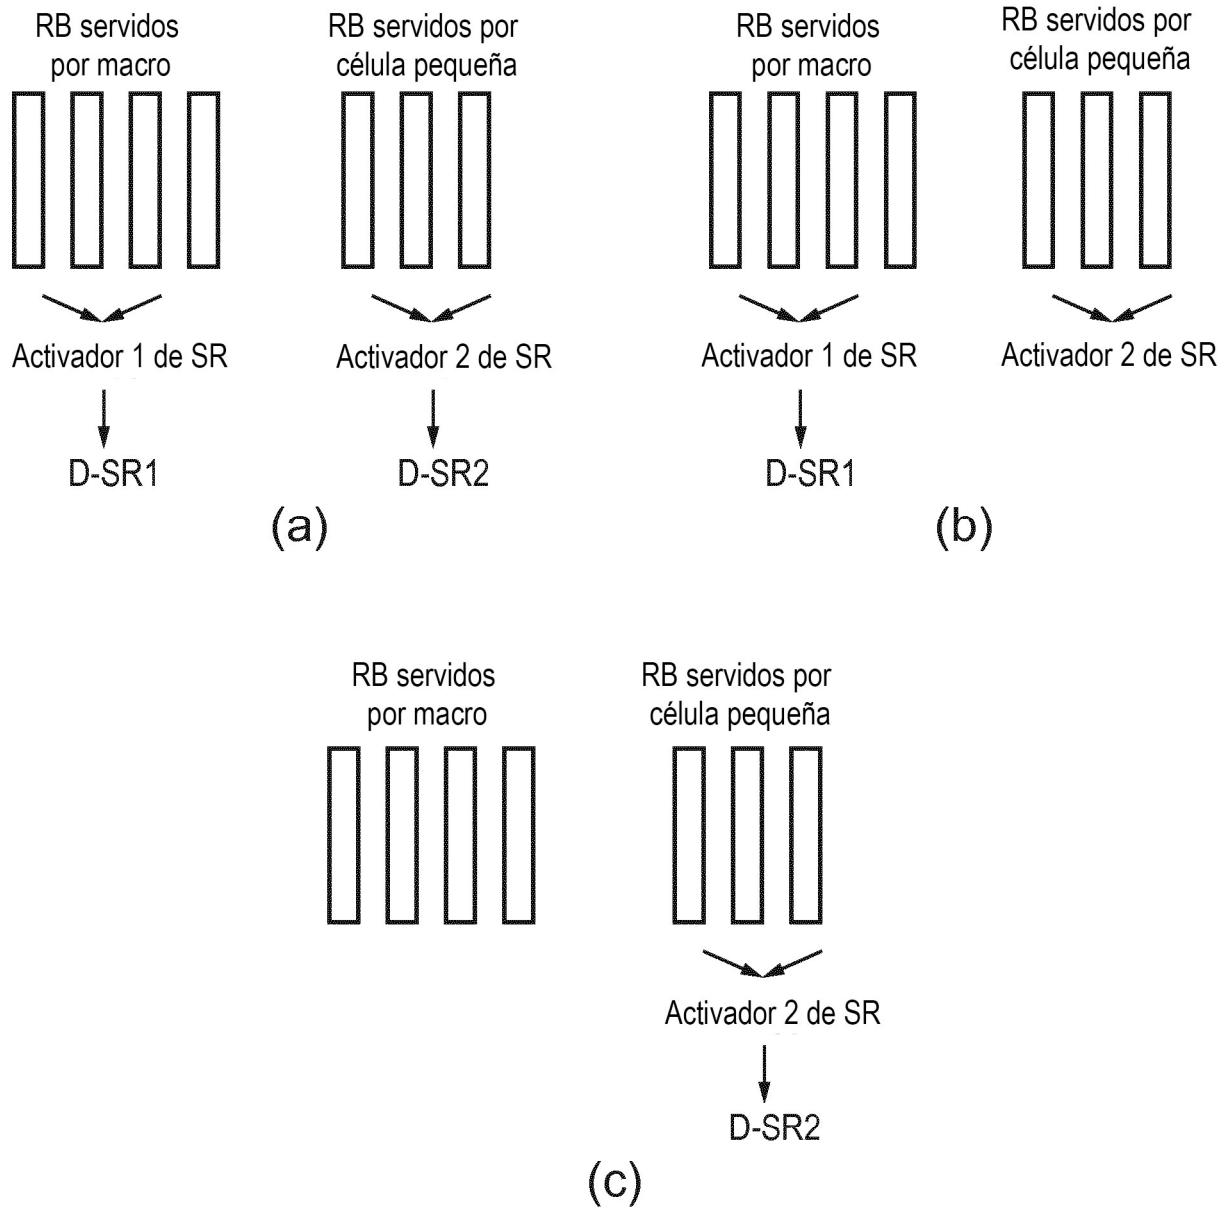 RB servidos
por macro
RB servidos por
célula pequeña
Activador 1 de SR
Activador 2 de SR
D-SR1
D-SR2
(a)
RB servidos
por macro
RB servidos por
célula pequeña
Activador 1 de SR
Activador 2 de SR
D-SR1
(b)
RB servidos
por macro
RB servidos por
célula pequeña
Activador 2 de SR
D-SR2
(c)